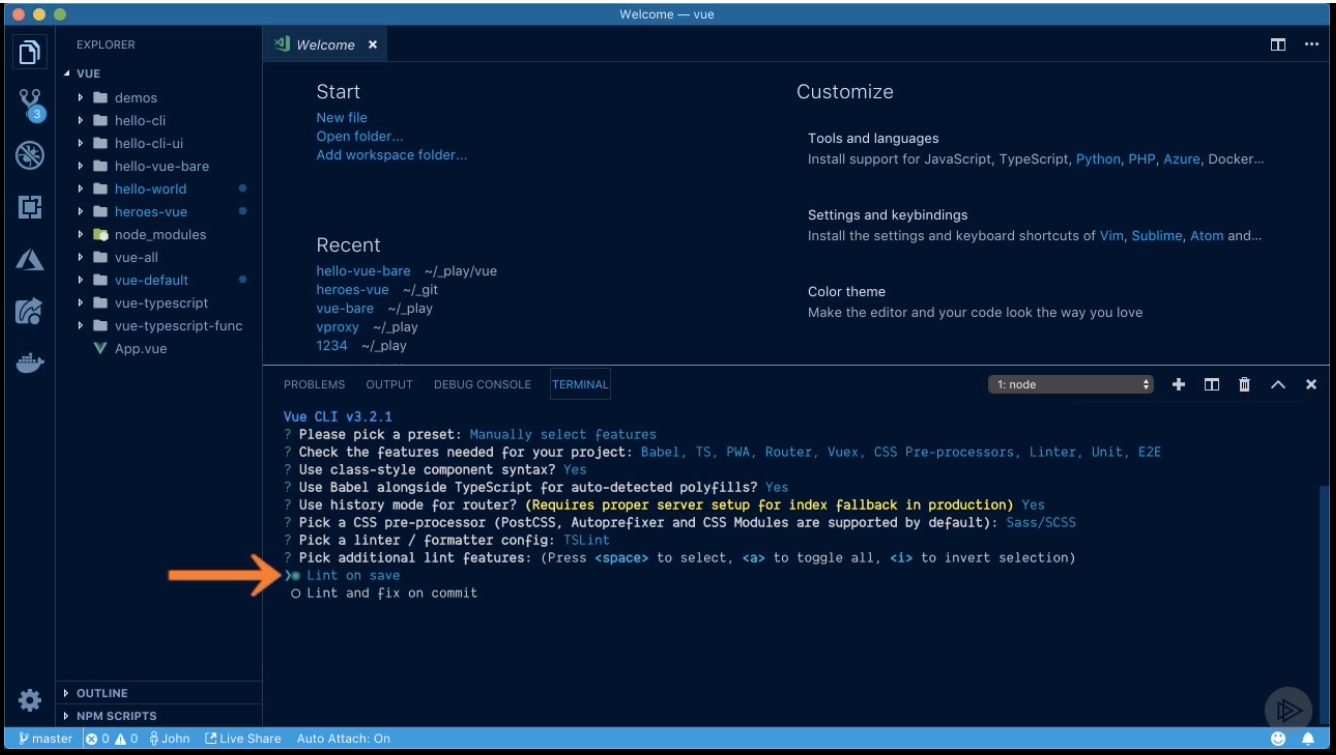 Welcome — vue
EXPLORER
VUE
demos
hello-cli
hello-cli-ui
hello-vue-bare
hello-world
heroes-vue
node_modules
vue-all
vue-default
vue-typescript
vue-typescript-func
App.vue
OUTLINE
NPM SCRIPTS
3
Welcome
Start
New file
Open folder...
Add workspace folder...
Recent
hello-vue-bare ~/_play/vue
heroes-vue ~/_git
vue-bare ~/_play
vproxy ~/_play
1234 ~/_play
Customize
Tools and languages
Install support for JavaScript, TypeScript, Python, PHP, Azure, Docker...
Settings and keybindings
Install the settings and keyboard shortcuts of Vim, Sublime, Atom and...
Color theme
Make the editor and your code look the way you love
PROBLEMS OUTPUT DEBUG CONSOLE TERMINAL 1: node
Vue CLI v3.2.1
? Please pick a preset: Manually select features
? Check the features needed for your project: Babel, TS, PWA, Router, Vuex, CSS Pre-processors, Linter, Unit, E2E
? Use class-style component syntax? Yes
? Use Babel alongside TypeScript for auto-detected polyfills? Yes
? Use history mode for router? (Requires proper server setup for index fallback in production) Yes
? Pick a CSS pre-processor (PostCSS, Autoprefixer and CSS Modules are supported by default): Sass/SCSS
? Pick a linter / formatter config: TSLint
? Pick additional lint features: (Press <space> to select, <a> to toggle all, <i> to invert selection)
❯◉ Lint on save
○ Lint and fix on commit
master 0 0 John Live Share Auto Attach: On